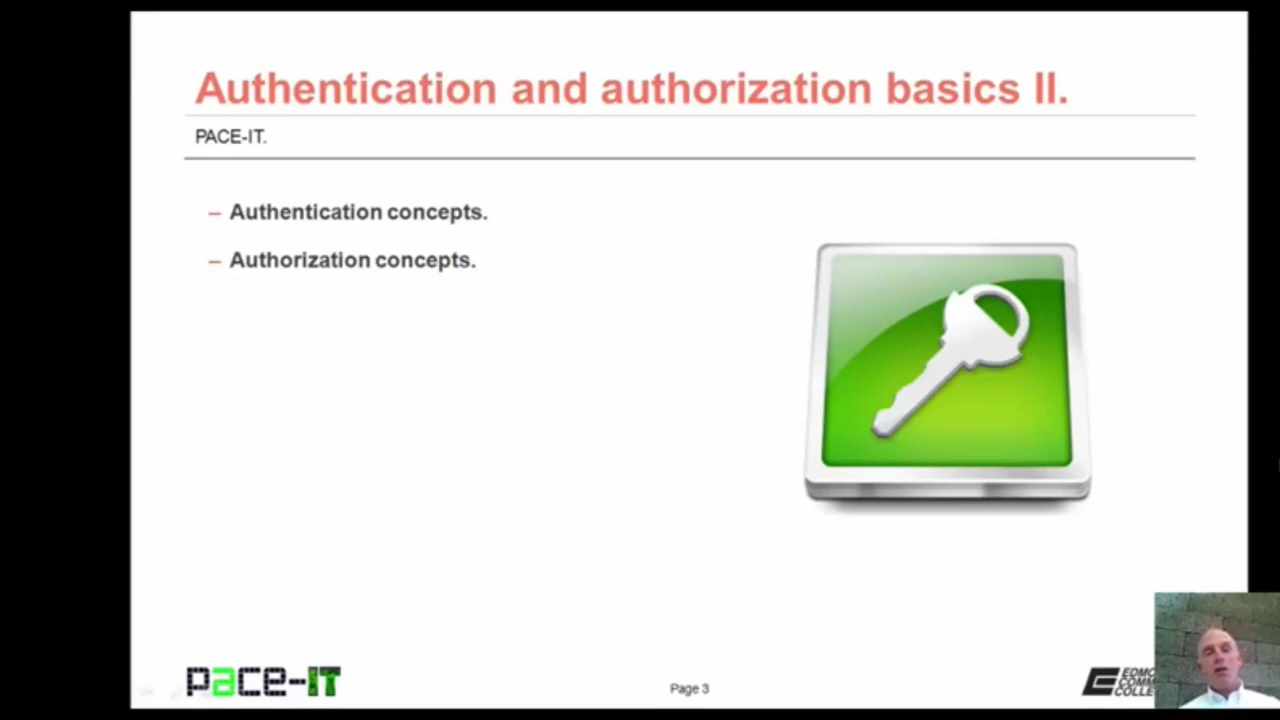 Authentication and authorization basics II.
PACE-IT.
– Authentication concepts.
– Authorization concepts.
pace-IT
Page 3